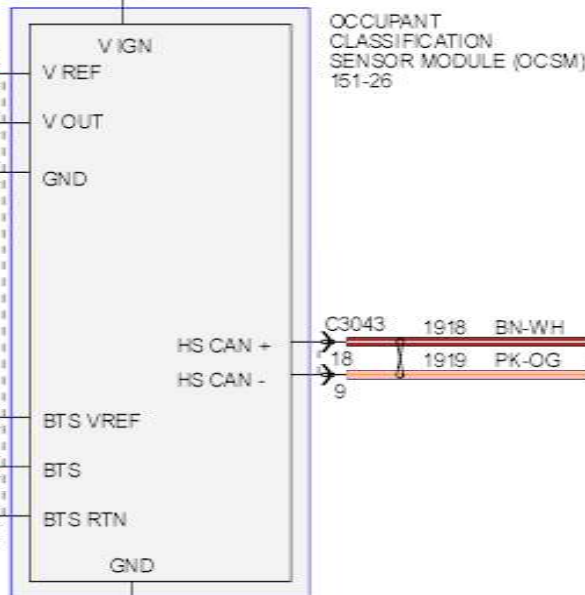 OCCUPANT
CLASSIFICATION
SENSOR MODULE (OCSM)
151-26
V IGN
V REF
V OUT
GND
HS CAN +
HS CAN -
C3043
18
9
1918 BN-WH
1919 PK-OG
BTS VREF
BTS
BTS RTN
GND